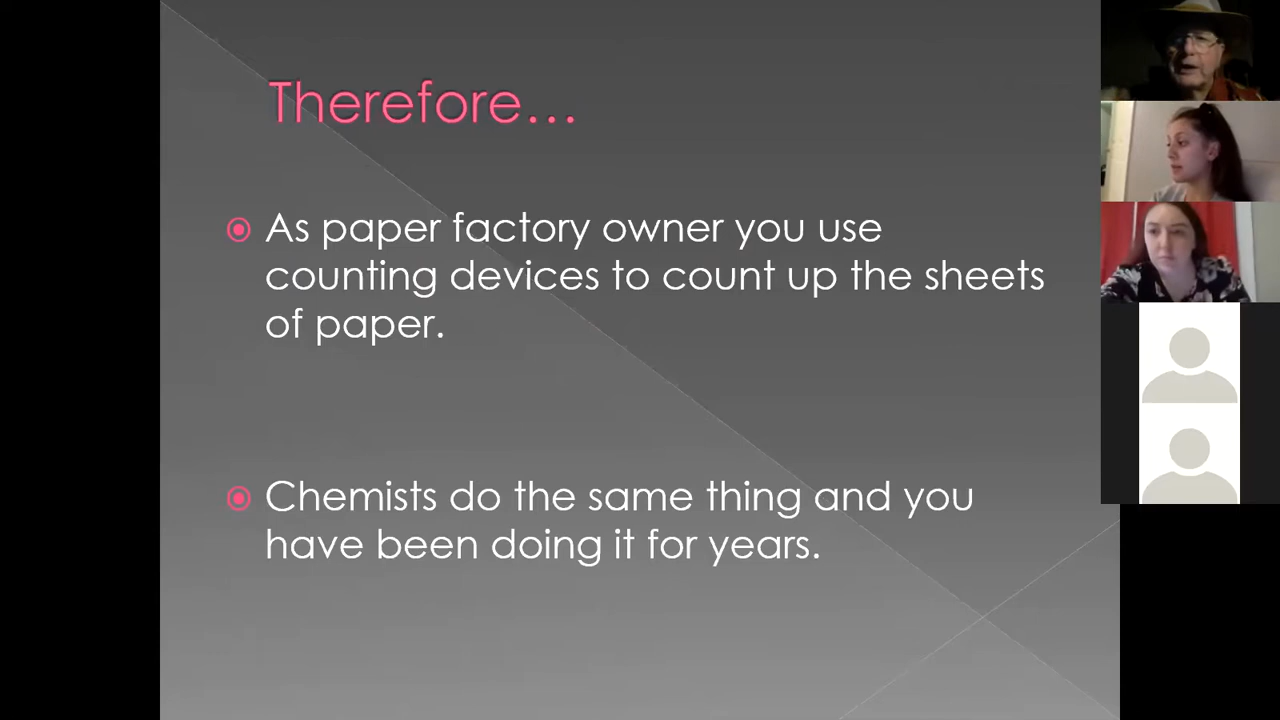 Therefore...
As paper factory owner you use
counting devices to count up the sheets
of paper.
Chemists do the same thing and you
have been doing it for years.